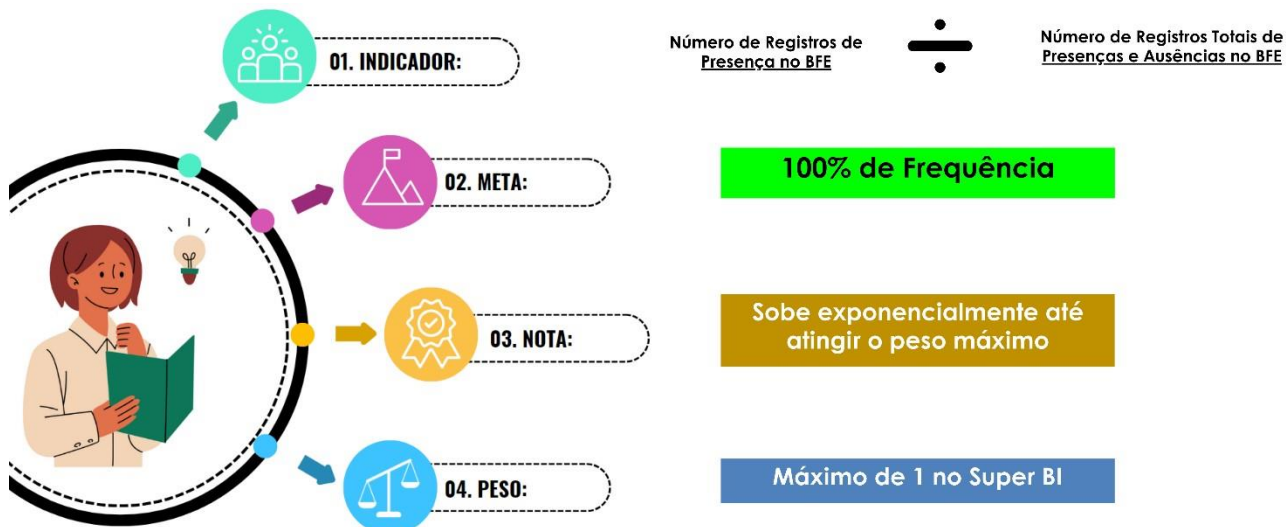 01. INDICADOR:
Número de Registros de
Presença no BFE
Número de Registros Totais de
Presenças e Ausências no BFE
02. META:
100% de Frequência
03. NOTA:
Sobe exponencialmente até
atingir o peso máximo
04. PESO:
Máximo de 1 no Super BI